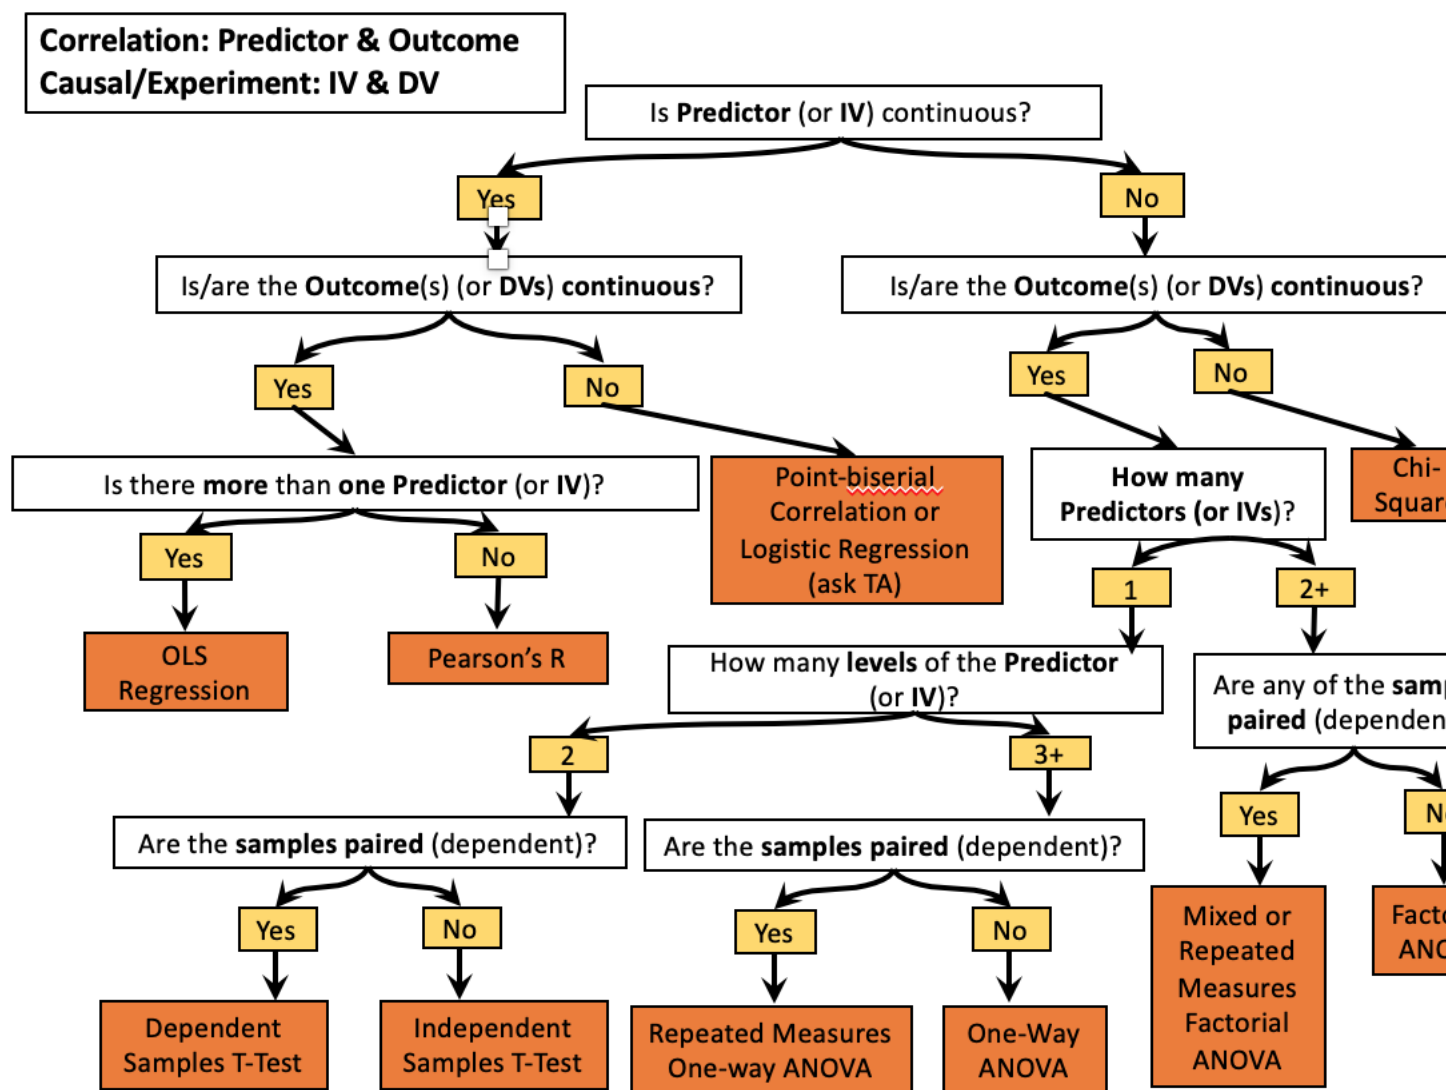 Correlation: Predictor & Outcome
Causal/Experiment: IV & DV
Is Predictor (or IV) continuous?
Yes
No
Is/are the Outcome(s) (or DVs) continuous?
Is/are the Outcome(s) (or DVs) continuous?
Yes
No
Yes
No
Is there more than one Predictor (or IV)?
Point-biserial
Correlation or
Logistic Regression
(ask TA)
How many
Predictors (or IVs)?
Chi-
Yes
No
1
2+
OLS
Regression
Pearson's R
How many levels of the Predictor
(or IV)?
Are any of the
paired
2
3+
Are the samples paired (dependent)?
Are the samples paired (dependent)?
Yes
Yes
No
Yes
No
Dependent
Samples T-Test
Independent
Samples T-Test
Repeated Measures
One-way ANOVA
One-Way
ANOVA
Mixed or
Repeated
Measures
Factorial
ANOVA